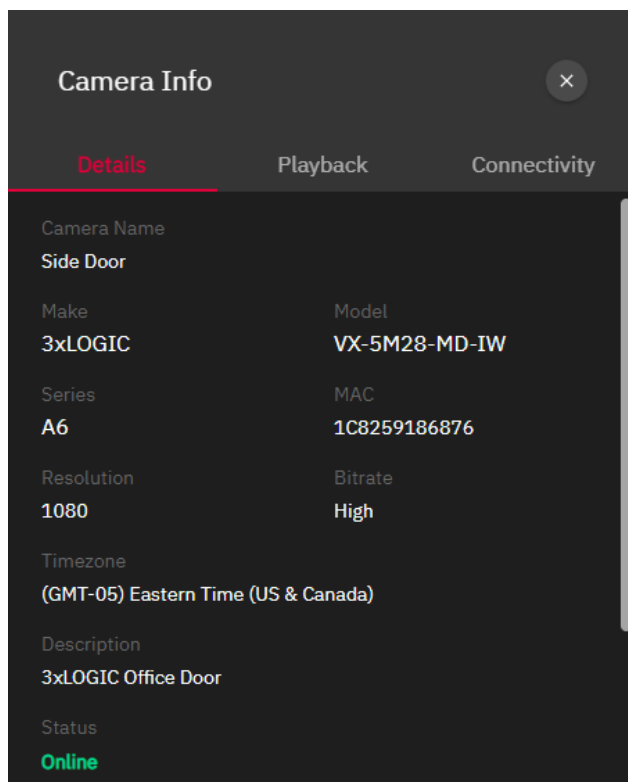 Camera Info
Details Playback Connectivity
Camera Name
Side Door
Make Model
3xLOGIC VX-5M28-MD-IW
Series MAC
A6 1C8259186876
Resolution Bitrate
1080 High
Timezone
(GMT-05) Eastern Time (US & Canada)
Description
3xLOGIC Office Door
Status
Online